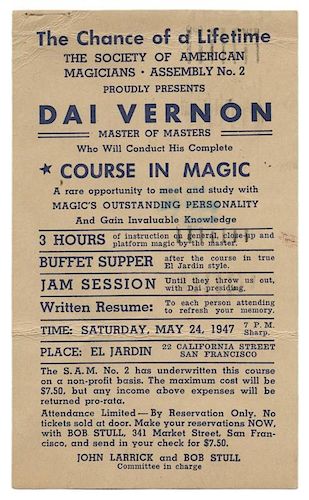 The Chance of a Lifetime
THE SOCIETY OF AMERICAN
MAGICIANS · ASSEMBLY No. 2
PROUDLY PRESENTS
DAI VERNON
MASTER OF MASTERS
Who Will Conduct His Complete
★ COURSE IN MAGIC
A rare opportunity to meet and study with
MAGIC'S OUTSTANDING PERSONALITY
And Gain Invaluable Knowledge
3 HOURS of instruction on general, close-up and
platform magic by the master.
BUFFET SUPPER after the course in true
El Jardin style.
JAM SESSION Until they throw us out,
with Dai presiding.
Written Resume: To each person attending
to refresh your memory.
TIME: SATURDAY, MAY 24, 1947 7 P. M.
Sharp.
PLACE: EL JARDIN 22 CALIFORNIA STREET
SAN FRANCISCO
The S.A.M. No. 2 has underwritten this course
on a non-profit basis. The maximum cost will be
$7.50, but any income above expenses will be
returned pro-rata.
Attendance Limited—By Reservation Only. No
tickets sold at door. Make your reservations NOW,
with BOB STULL, 341 Market Street, San Fran-
cisco, and send in your check for $7.50.
JOHN LARRICK and BOB STULL
Committee in charge